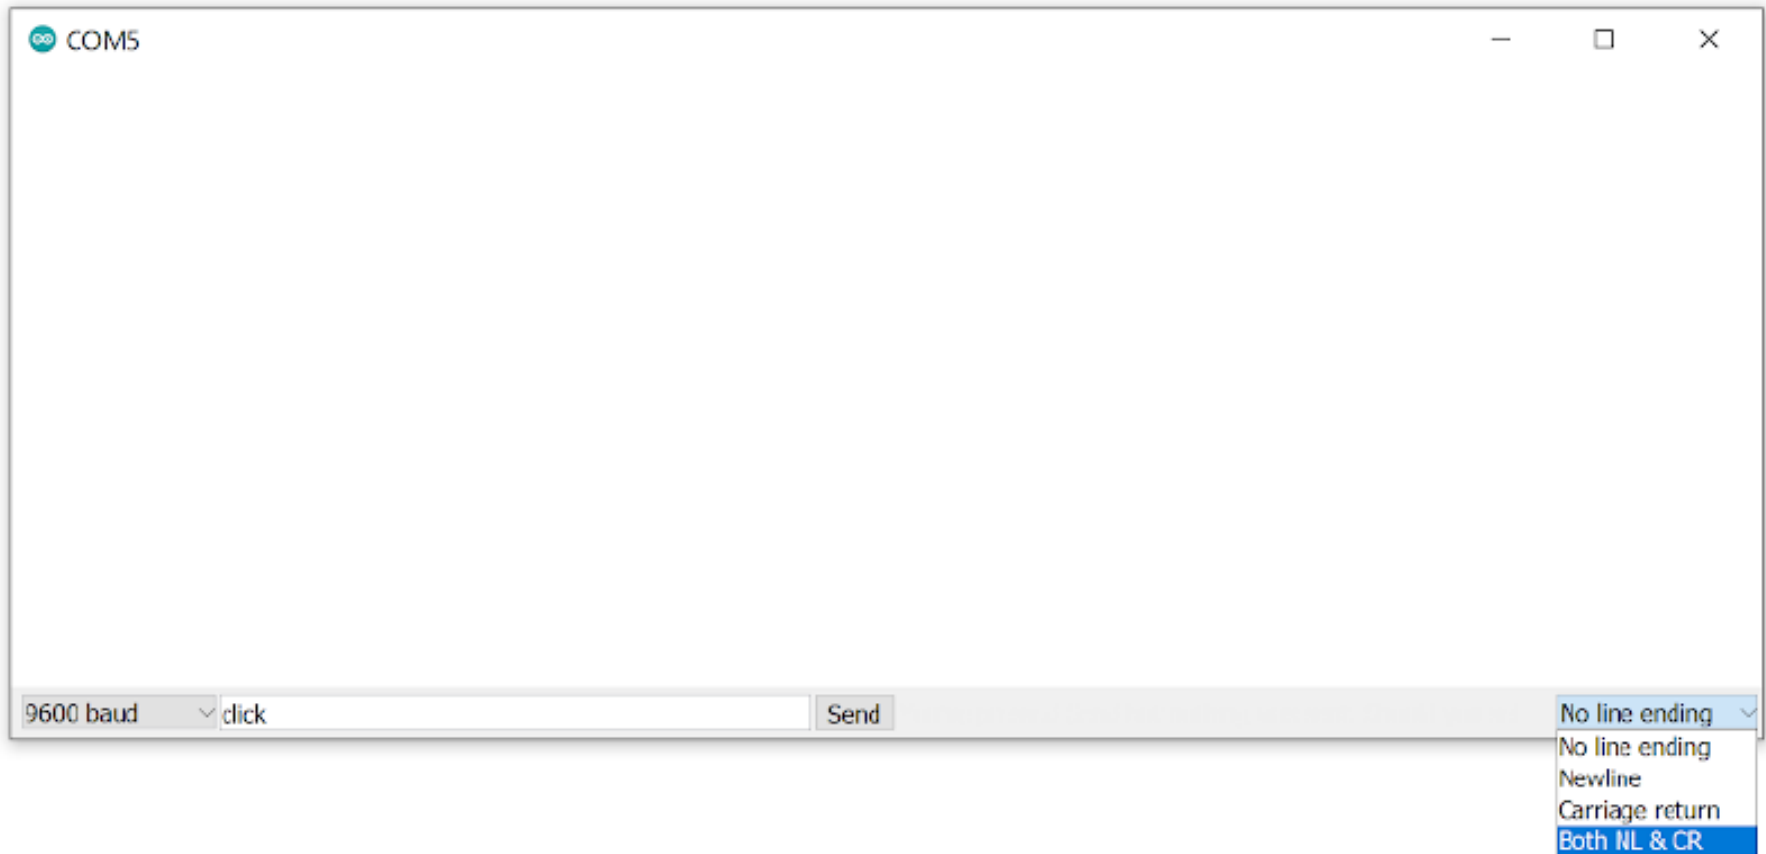 COM5
9600 baud click Send No line ending
No line ending
Newline
Carriage return
Both NL & CR